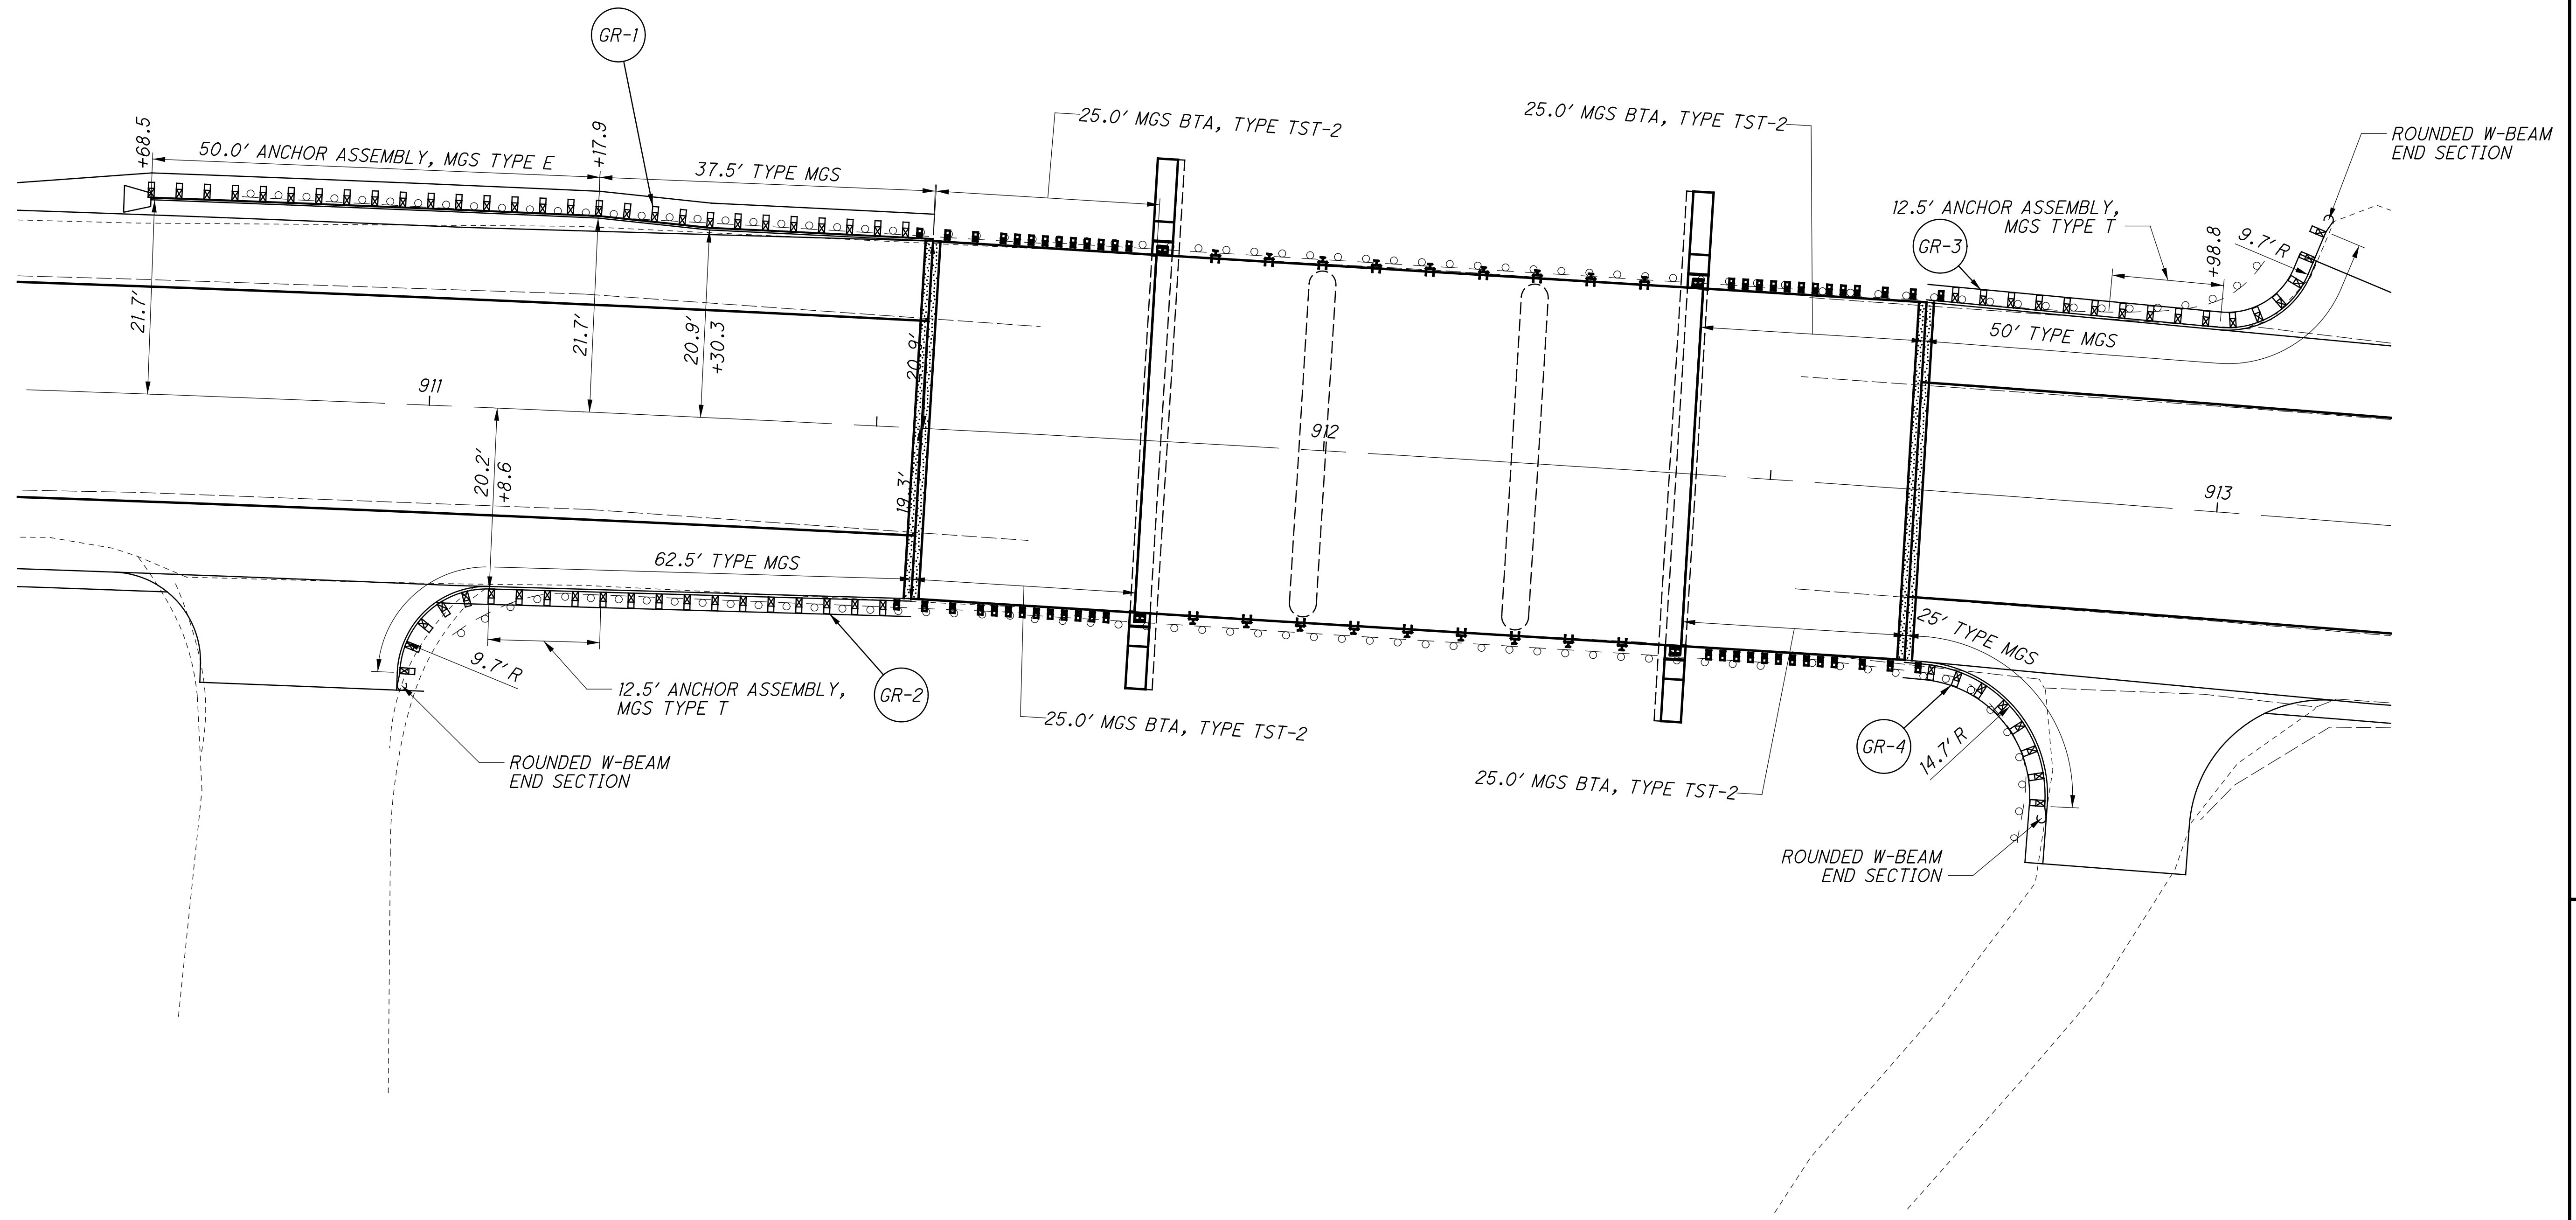 GR-1
+68.5
50.0' ANCHOR ASSEMBLY, MGS TYPE E
+17.9
37.5' TYPE MGS
25.0' MGS BTA, TYPE TST-2
25.0' MGS BTA, TYPE TST-2
ROUNDED W-BEAM
END SECTION
12.5' ANCHOR ASSEMBLY,
MGS TYPE T
GR-3
+98.8
9.7' R
50' TYPE MGS
21.7'
21.7'
20.9'
+30.3
20.9'
911
912
913
20.2'
+8.6
19.3'
62.5' TYPE MGS
25' TYPE MGS
9.7' R
12.5' ANCHOR ASSEMBLY,
MGS TYPE T
GR-2
25.0' MGS BTA, TYPE TST-2
ROUNDED W-BEAM
END SECTION
GR-4
14.7' R
25.0' MGS BTA, TYPE TST-2
ROUNDED W-BEAM
END SECTION